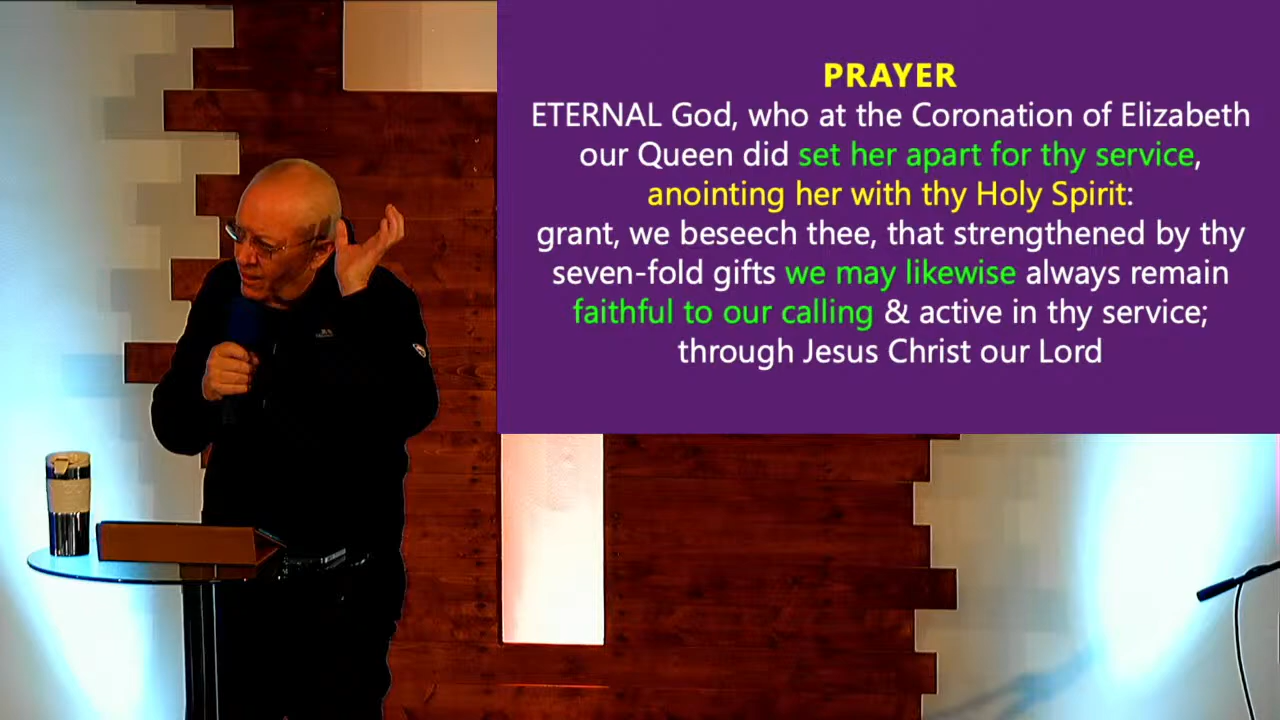 PRAYER
ETERNAL God, who at the Coronation of Elizabeth
our Queen did set her apart for thy service,
anointing her with thy Holy Spirit:
grant, we beseech thee, that strengthened by thy
seven-fold gifts we may likewise always remain
faithful to our calling & active in thy service;
through Jesus Christ our Lord